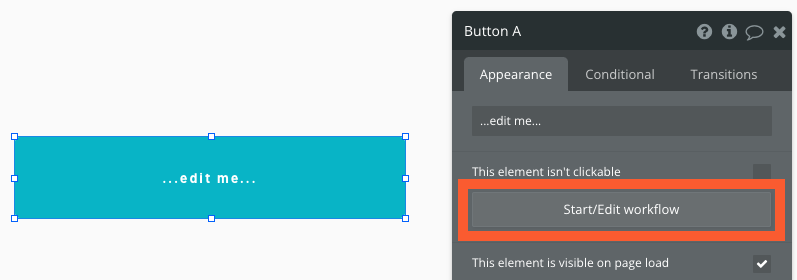 Button A
Appearance Conditional Transitions
...edit me...
...edit me...
This element isn't clickable
Start/Edit workflow
This element is visible on page load